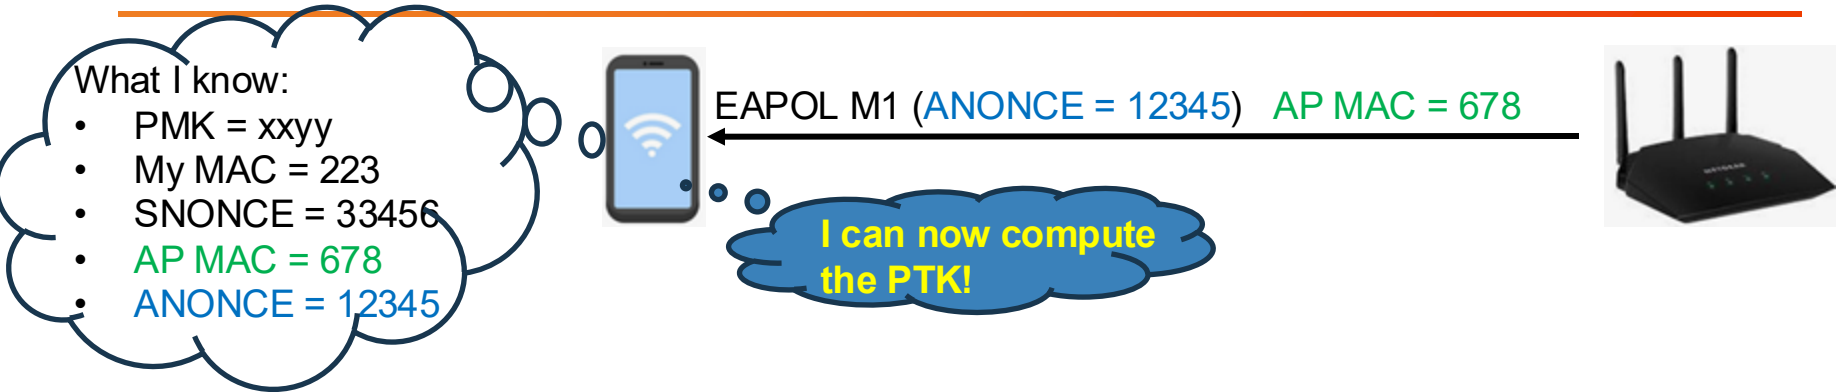 What I know:
• PMK = xxyy
• My MAC = 223
• SNONCE = 33456
• AP MAC = 678
• ANONCE = 12345
EAPOL M1 (ANONCE = 12345) AP MAC = 678
I can now compute
the PTK!
NETGEAR